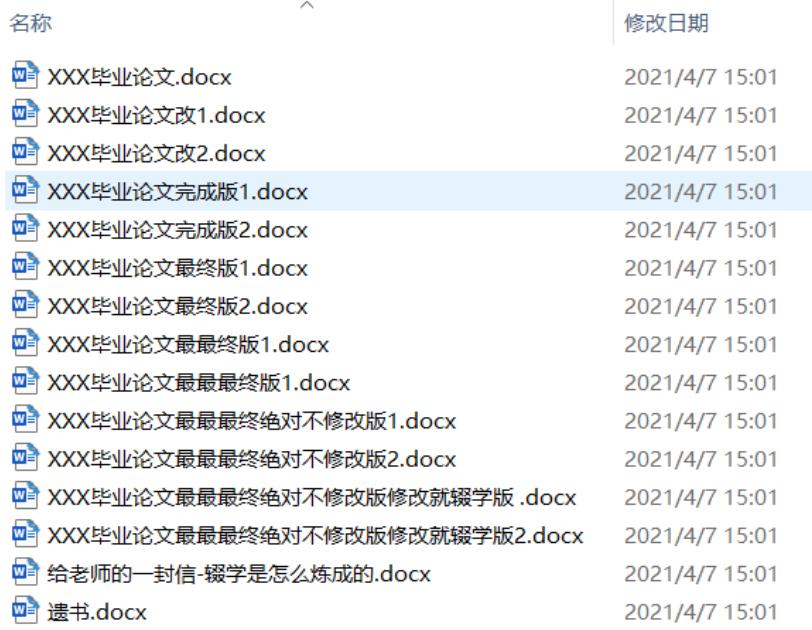 名称 修改日期
XXX毕业论文.docx 2021/4/7 15:01
XXX毕业论文改1.docx 2021/4/7 15:01
XXX毕业论文改2.docx 2021/4/7 15:01
XXX毕业论文完成版1.docx 2021/4/7 15:01
XXX毕业论文完成版2.docx 2021/4/7 15:01
XXX毕业论文最终版1.docx 2021/4/7 15:01
XXX毕业论文最终版2.docx 2021/4/7 15:01
XXX毕业论文最最终版1.docx 2021/4/7 15:01
XXX毕业论文最最最终版1.docx 2021/4/7 15:01
XXX毕业论文最最最终绝对不修改版1.docx 2021/4/7 15:01
XXX毕业论文最最最终绝对不修改版2.docx 2021/4/7 15:01
XXX毕业论文最最最终绝对不修改版修改就辍学版 .docx 2021/4/7 15:01
XXX毕业论文最最最终绝对不修改版修改就辍学版2.docx 2021/4/7 15:01
给老师的一封信-辍学是怎么炼成的.docx 2021/4/7 15:01
遗书.docx 2021/4/7 15:01